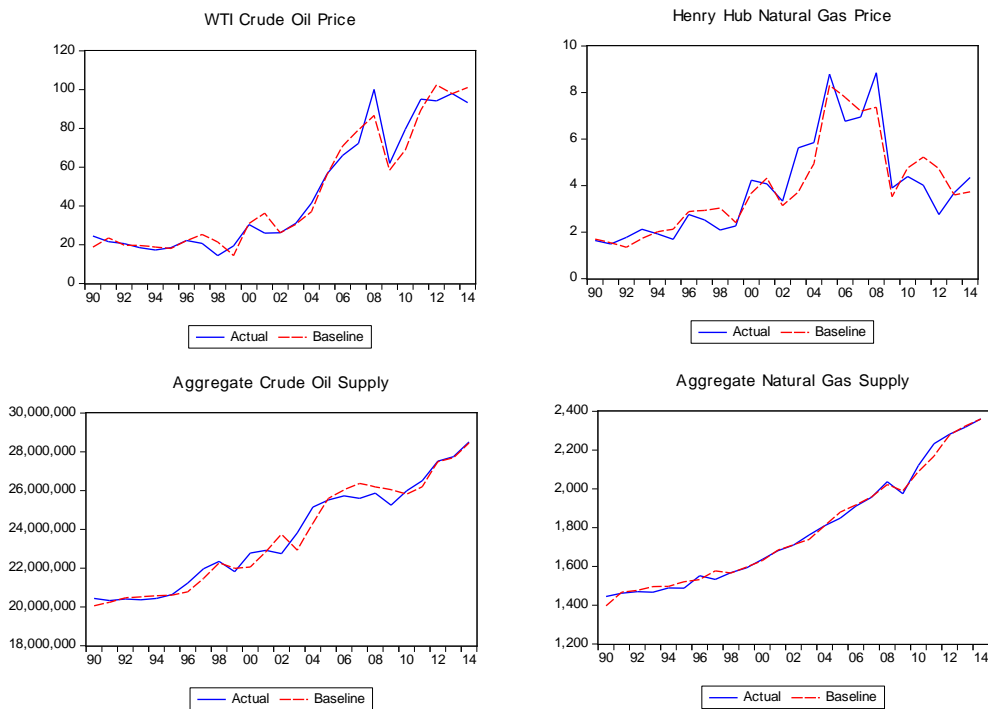 WTI Crude Oil Price
120
100
80
60
40
20
0
90 92 94 96 98 00 02 04 06 08 10 12 14
Actual Baseline
Henry Hub Natural Gas Price
10
8
6
4
2
0
90 92 94 96 98 00 02 04 06 08 10 12 14
Actual Baseline
Aggregate Crude Oil Supply
30,000,000
28,000,000
26,000,000
24,000,000
22,000,000
20,000,000
18,000,000
90 92 94 96 98 00 02 04 06 08 10 12 14
Actual Baseline
Aggregate Natural Gas Supply
2,400
2,200
2,000
1,800
1,600
1,400
1,200
90 92 94 96 98 00 02 04 06 08 10 12 14
Actual Baseline